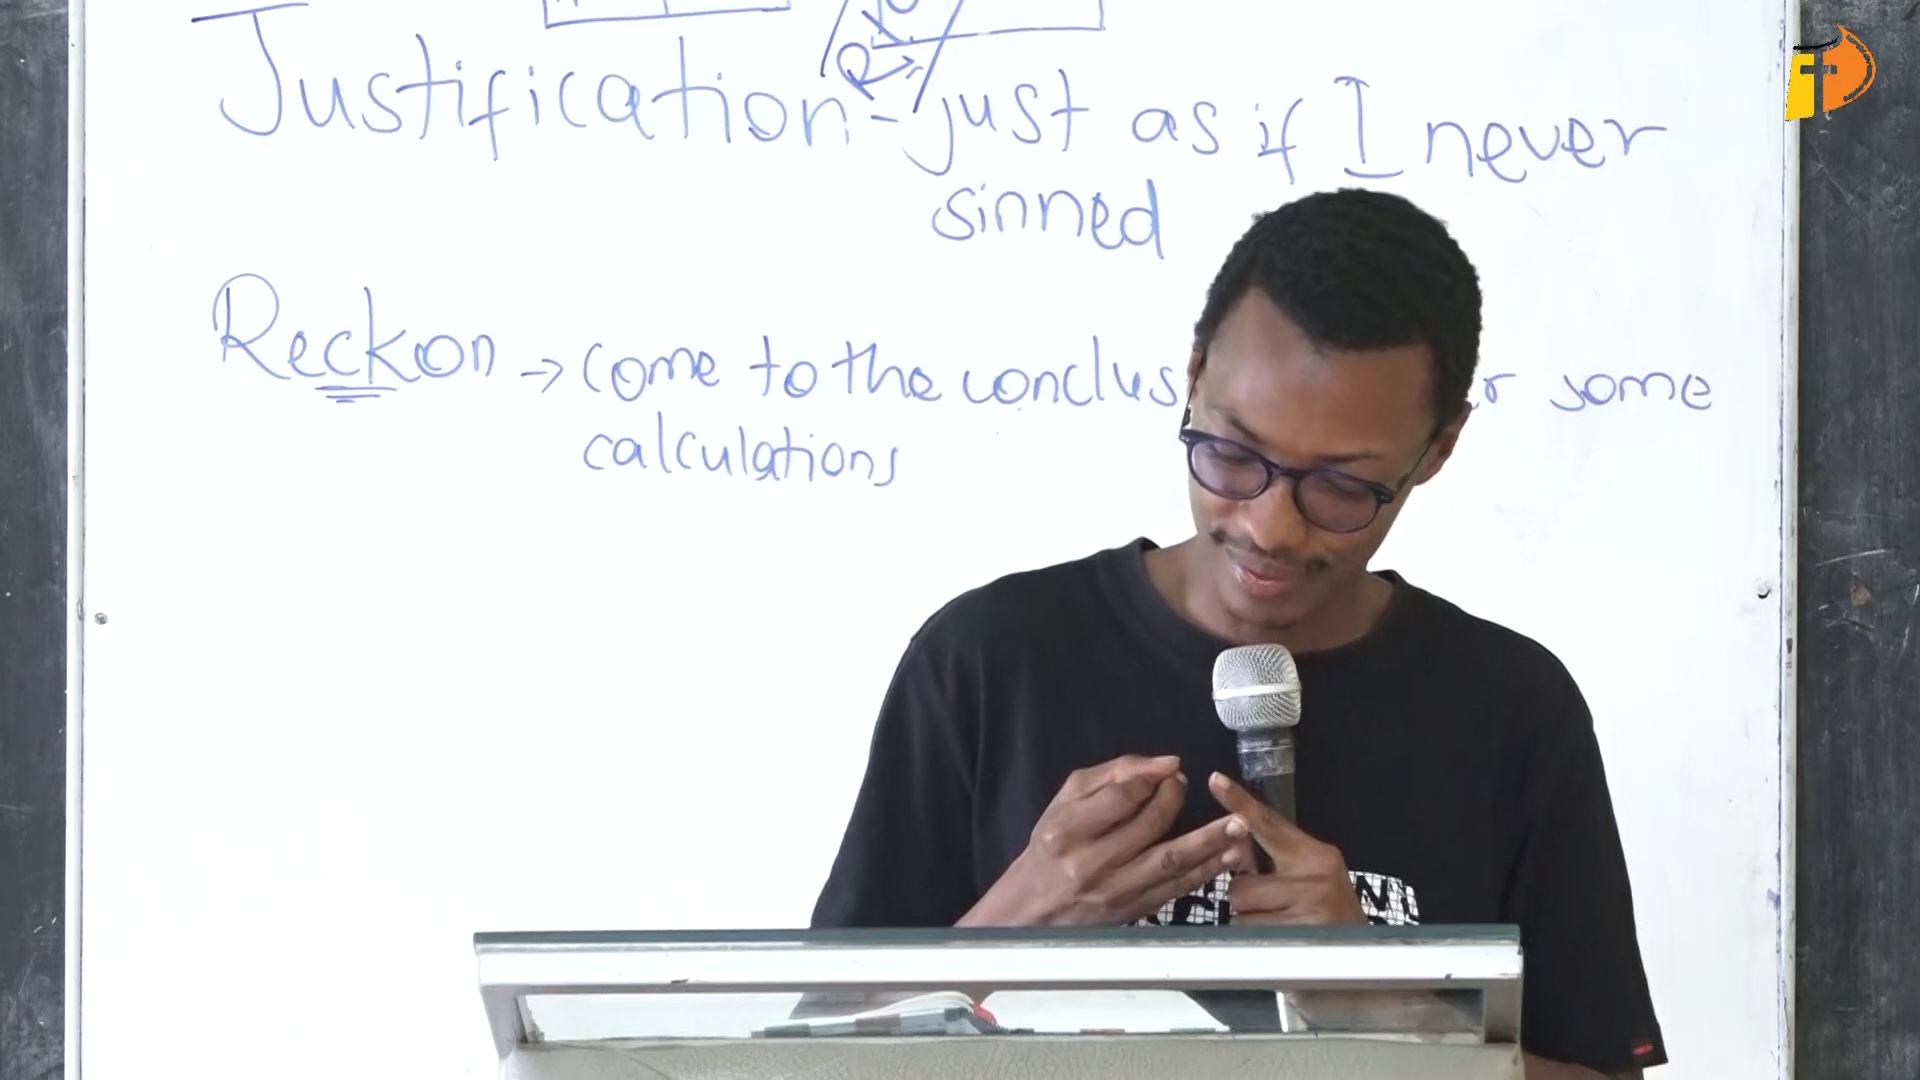 Justification - just as if I never
sinned
Reckon → come to the conclus r some
calculations